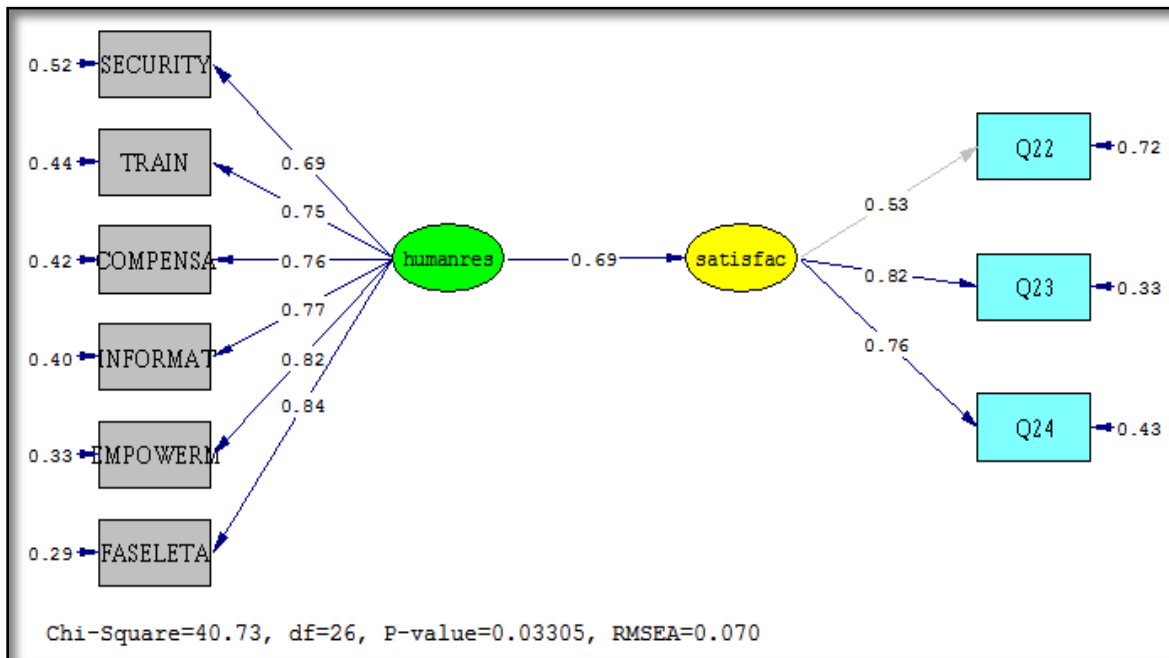 0.52 SECURITY
0.44 TRAIN
0.42 COMPENSA
0.40 INFORMAT
0.33 EMPOWERM
0.29 FASELETA
0.69
0.75
0.76
0.77
0.82
0.84
humanres
0.69
satisfac
0.53
0.82
0.76
Q22 0.72
Q23 0.33
Q24 0.43
Chi-Square=40.73, df=26, P-value=0.03305, RMSEA=0.070